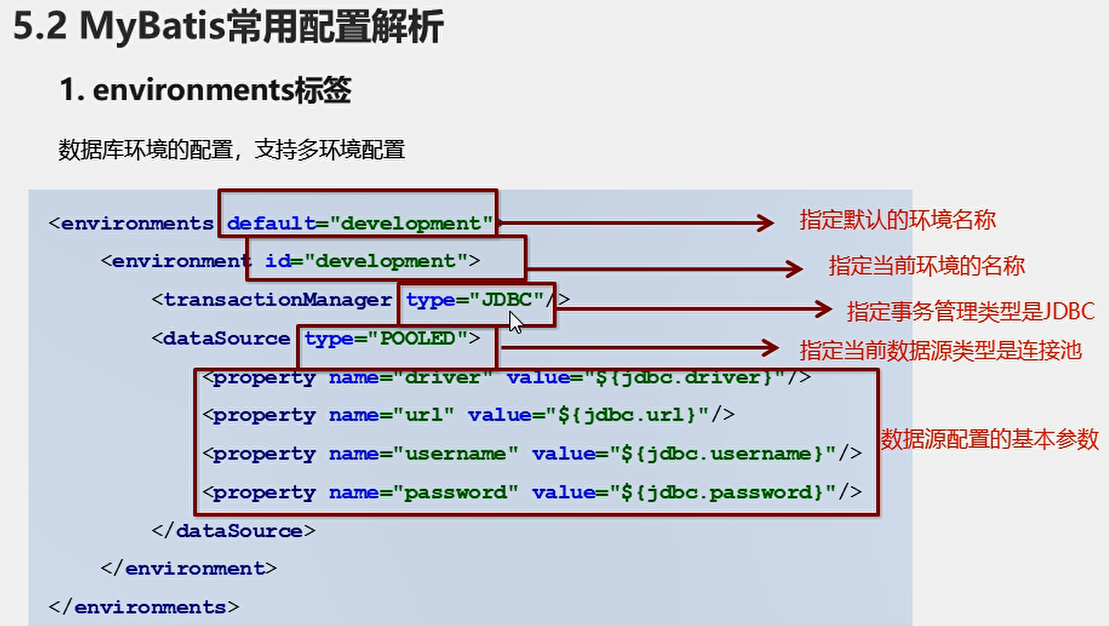 5.2 MyBatis常用配置解析
1. environments标签
数据库环境的配置，支持多环境配置
<environments default="development">
指定默认的环境名称
<environment id="development">
指定当前环境的名称
<transactionManager type="JDBC"/>
指定事务管理类型是JDBC
<dataSource type="POOLED">
指定当前数据源类型是连接池
<property name="driver" value="${jdbc.driver}"/>
<property name="url" value="${jdbc.url}"/>
数据源配置的基本参数
<property name="username" value="${jdbc.username}"/>
<property name="password" value="${jdbc.password}"/>
</dataSource>
</environment>
</environments>